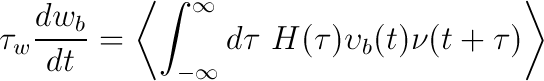 τ_w dw_b/dt = ⟨ ∫_{-∞}^{∞} dτ H(τ)υ_b(t)ν(t + τ) ⟩